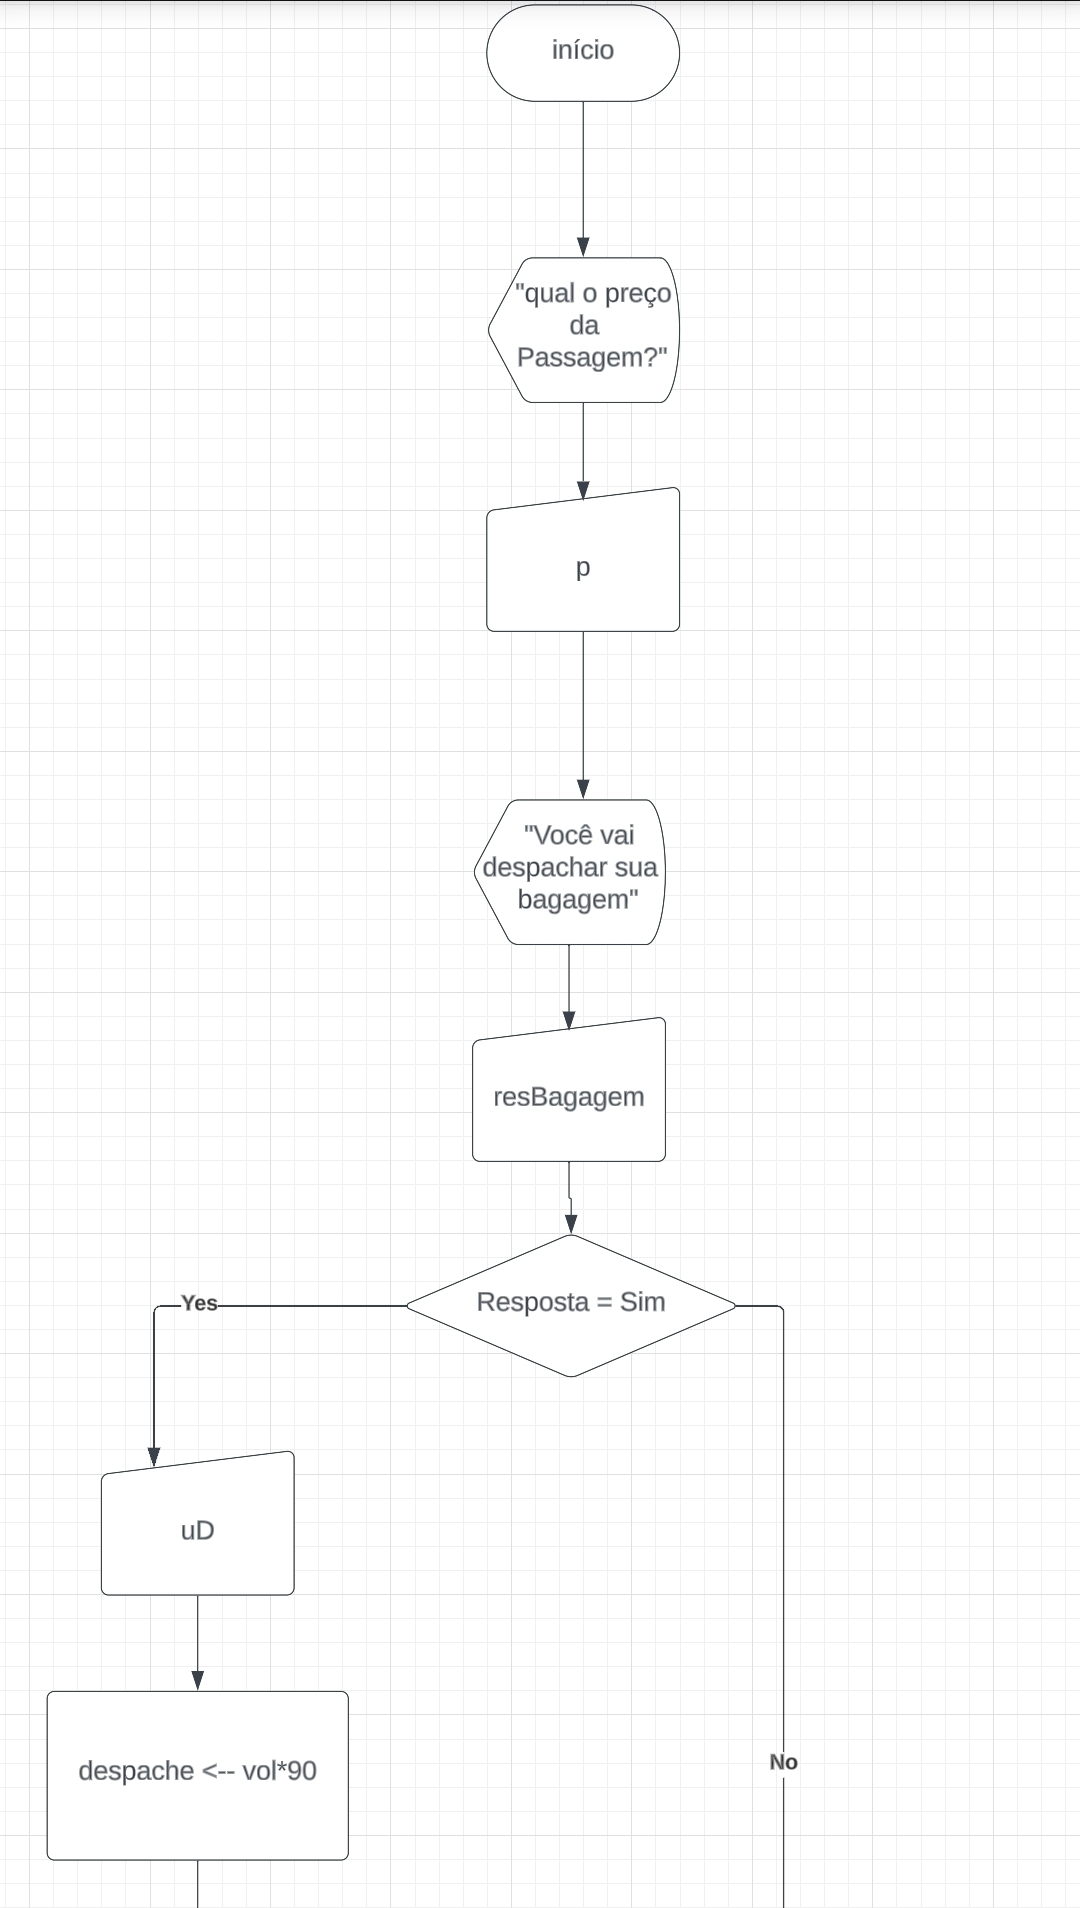 início
"qual o preço
da
Passagem?"
p
"Você vai
despachar sua
bagagem"
resBagagem
Resposta = Sim
Yes
uD
despache <-- vol*90
No